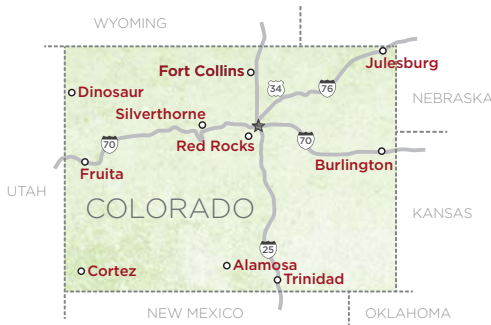 WYOMING
Julesburg
Fort Collins
34
76
Dinosaur
NEBRASKA
Silverthorne
70
Red Rocks
70
Burlington
Fruita
UTAH
COLORADO
KANSAS
25
Alamosa
Cortez
Trinidad
NEW MEXICO
OKLAHOMA